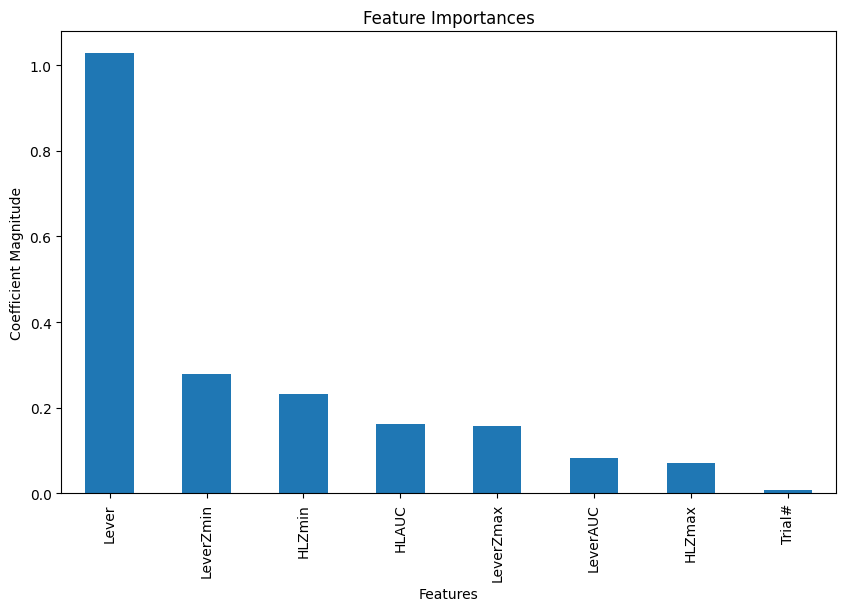 Feature Importances
Coefficient Magnitude
1.0
0.8
0.6
0.4
0.2
0.0
Lever
LeverZmin
HLZmin
HLAUC
LeverZmax
LeverAUC
HLZmax
Trial#
Features